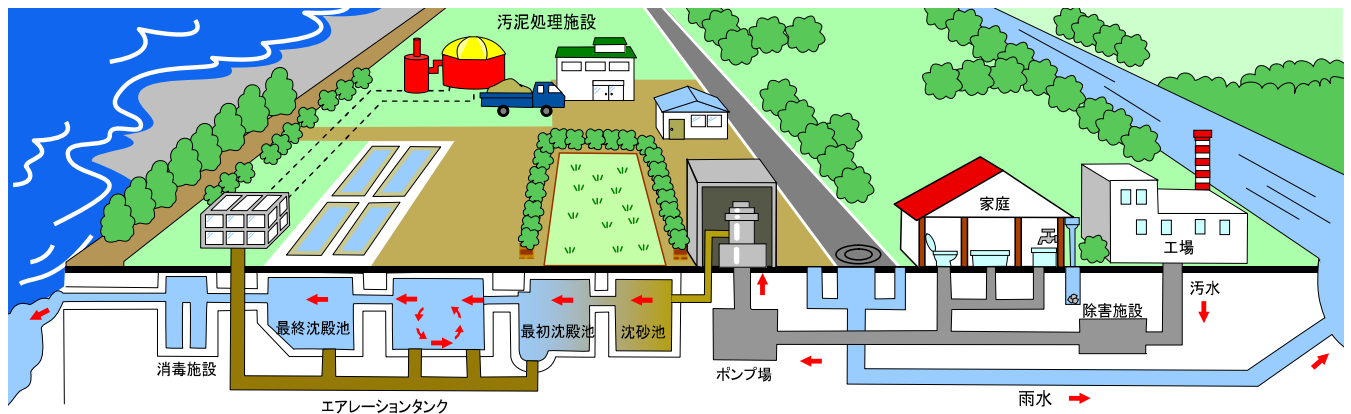 汚泥処理施設
家庭
工場
汚水
除害施設
最終沈殿池
最初沈殿池
沈砂池
消毒施設
ポンプ場
エアレーションタンク
雨水